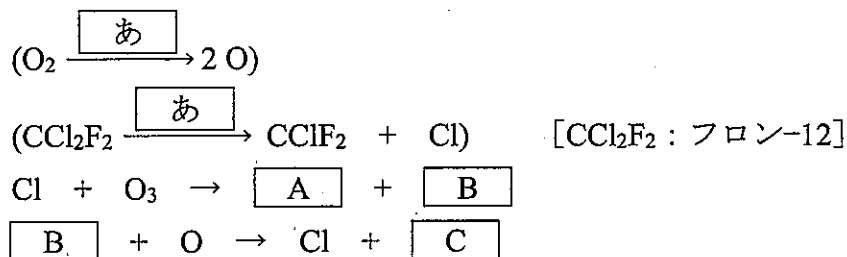 あ
(O₂ → 2 O)
あ
(CCl₂F₂ → CClF₂ + Cl) [CCl₂F₂ : フロン-12]
Cl + O₃ → A + B
B + O → Cl + C